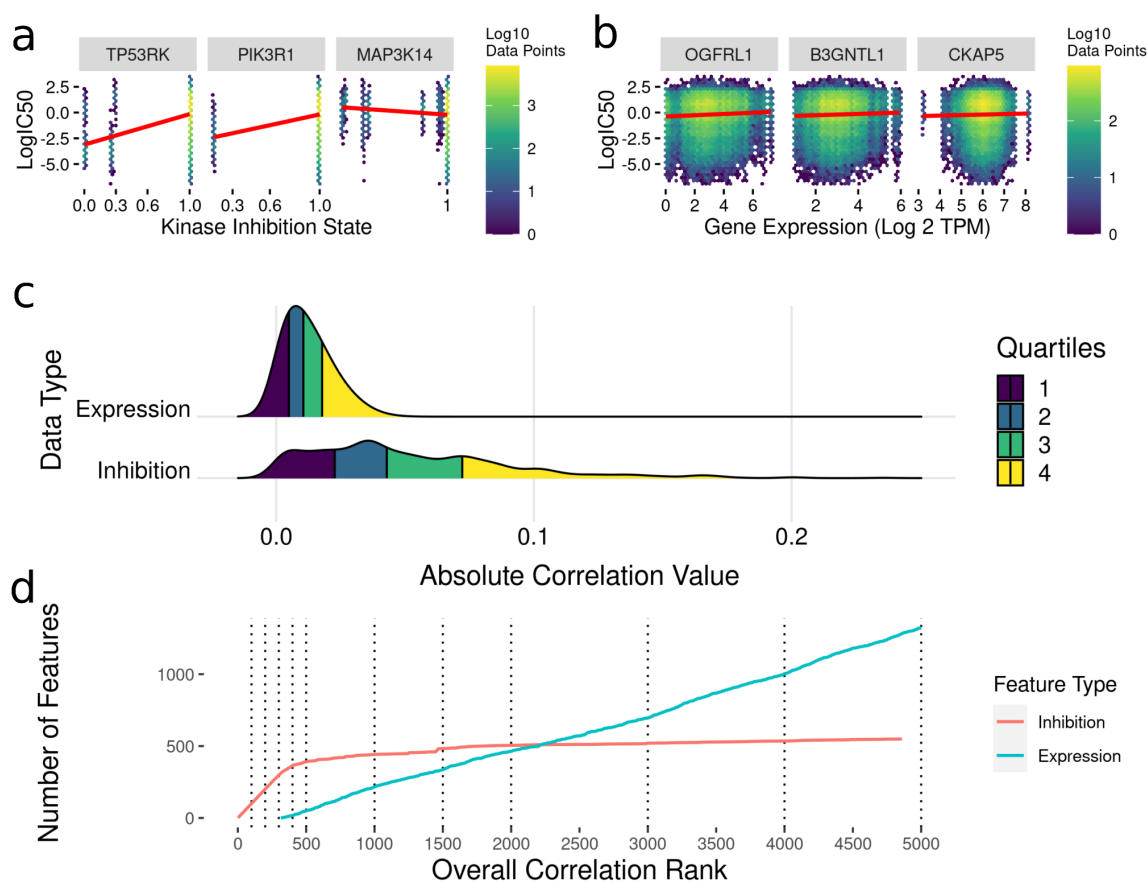 a
TP53RK PIK3R1 MAP3K14
LogIC50
2.5
0.0
-2.5
-5.0
0.0 0.3 0.6 1.0 0.3 0.6 1.0 1
Kinase Inhibition State
Log10
Data Points
3
2
1
0
b
OGFRL1 B3GNTL1 CKAP5
LogIC50
2.5
0.0
-2.5
-5.0
0 2 4 6 2 4 6 3 4 5 6 7 8
Gene Expression (Log 2 TPM)
Log10
Data Points
2
1
0
c
Data Type
Expression
Inhibition
0.0 0.1 0.2
Absolute Correlation Value
Quartiles
1
2
3
4
d
Number of Features
1000
500
0
0 500 1000 1500 2000 2500 3000 3500 4000 4500 5000
Overall Correlation Rank
Feature Type
Inhibition
Expression